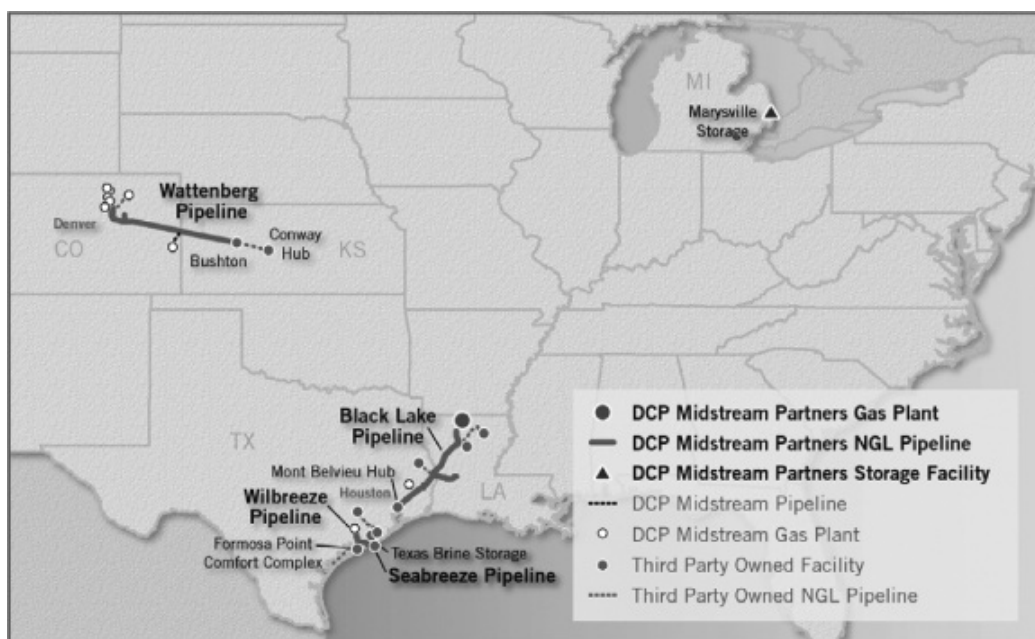 MI
Marysville
Storage
Wattenberg
Pipeline
Denver
CO
Bushton
Conway
Hub
KS
Black Lake
Pipeline
TX
Mont Belvieu Hub
Houston
LA
Wilbreeze
Pipeline
Formosa Point
Comfort Complex
Texas Brine Storage
Seabreeze Pipeline
DCP Midstream Partners Gas Plant
DCP Midstream Partners NGL Pipeline
DCP Midstream Partners Storage Facility
DCP Midstream Pipeline
DCP Midstream Gas Plant
Third Party Owned Facility
Third Party Owned NGL Pipeline